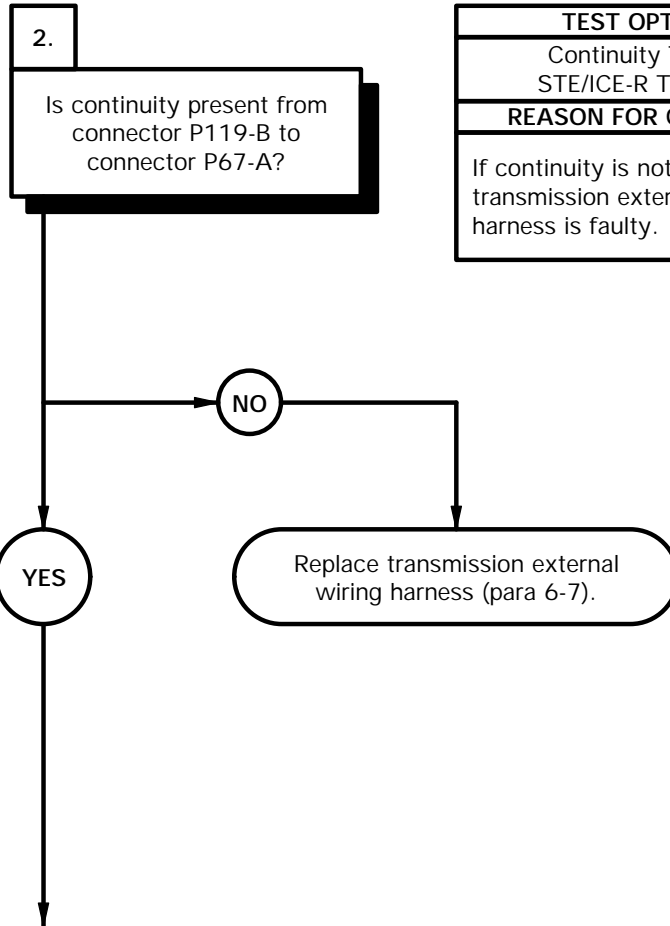 2.
Is continuity present from
connector P119-B to
connector P67-A?
TEST OPT
Continuity
STE/ICE-R T
REASON FOR
If continuity is not
transmission exter
harness is faulty.
NO
YES
Replace transmission external
wiring harness (para 6-7).